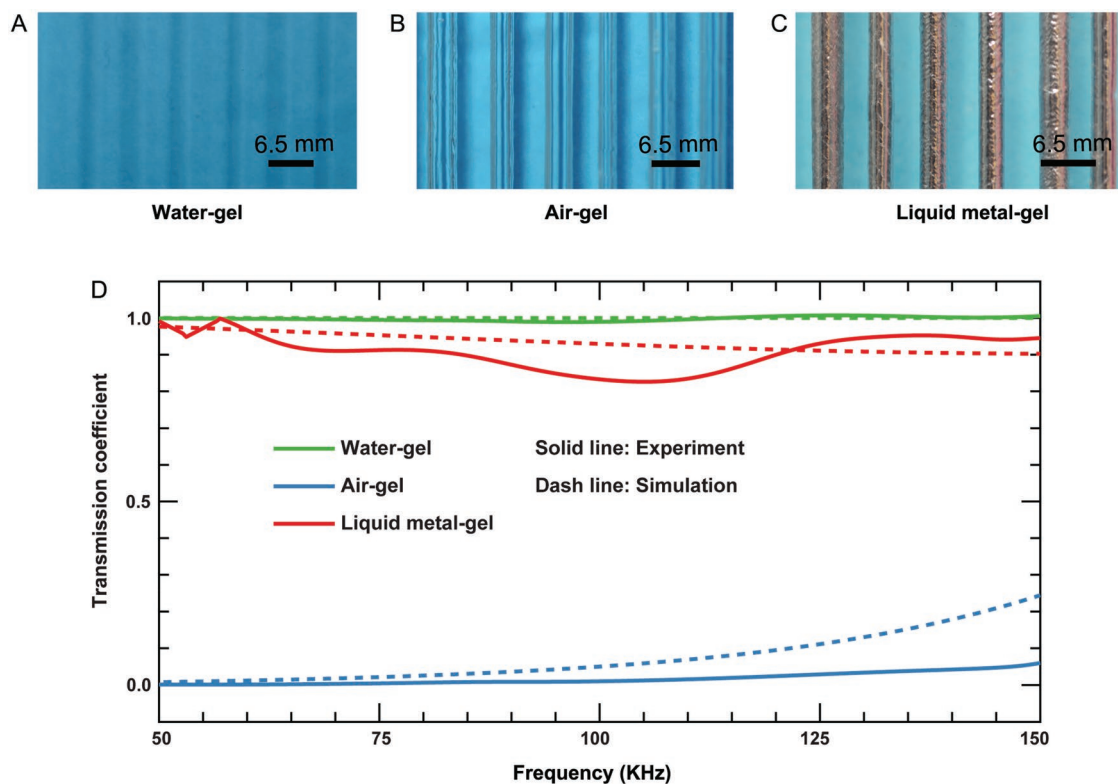 A
B
C
6.5 mm
6.5 mm
6.5 mm
Water-gel
Air-gel
Liquid metal-gel
D
Transmission coefficient
1.0
0.5
0.0
Water-gel
Solid line: Experiment
Air-gel
Dash line: Simulation
Liquid metal-gel
50
75
100
125
150
Frequency (KHz)